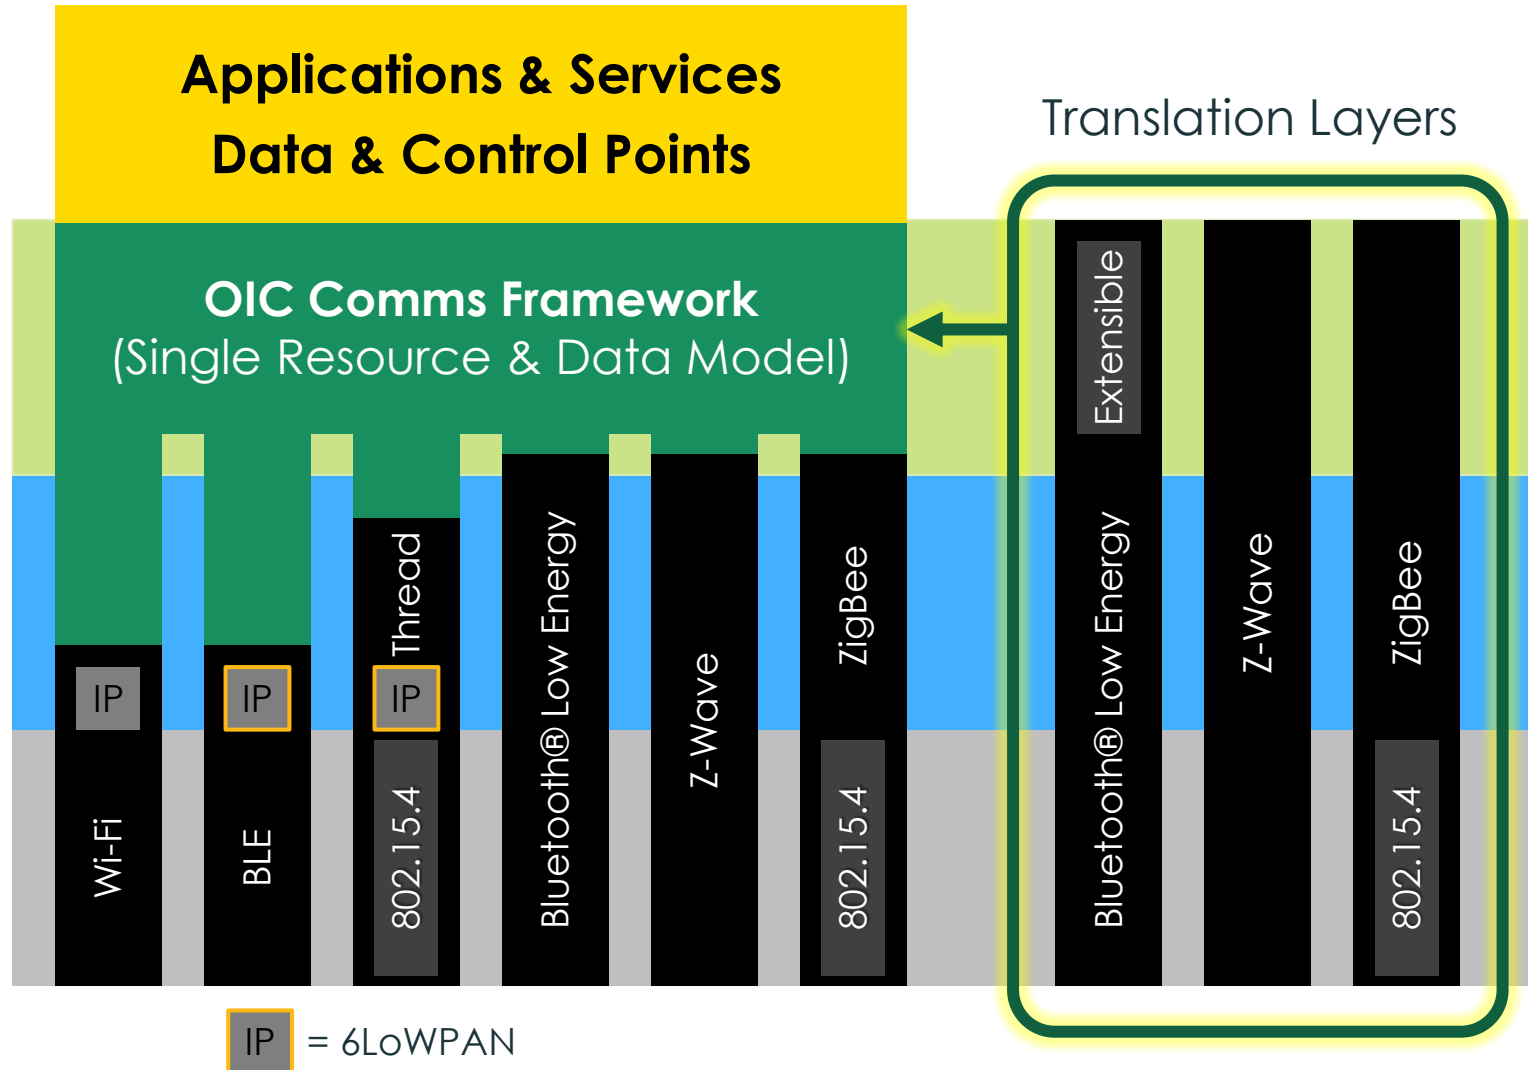 Applications & Services
Data & Control Points
Translation Layers
OIC Comms Framework
(Single Resource & Data Model)
IP
Wi-Fi
IP
BLE
Thread
IP
802.15.4
Bluetooth® Low Energy
Z-Wave
ZigBee
802.15.4
Extensible
Bluetooth® Low Energy
Z-Wave
ZigBee
802.15.4
IP = 6LoWPAN